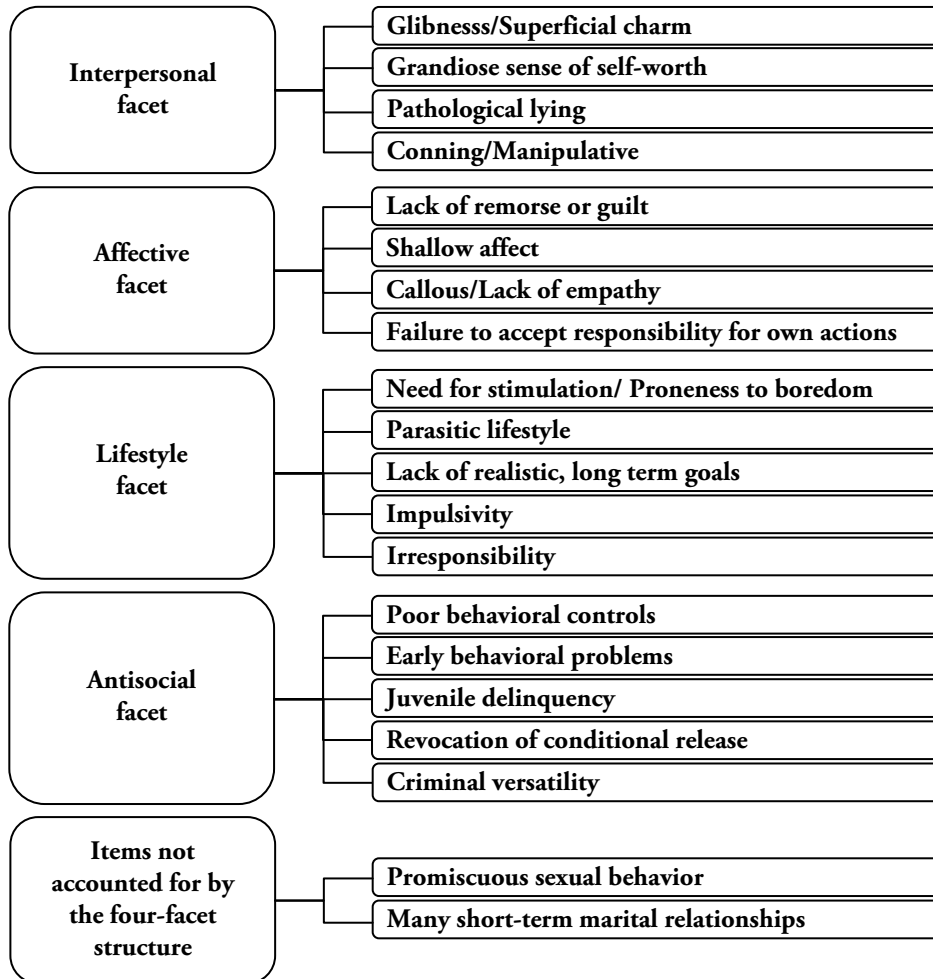 Interpersonal
facet
Glibnesss/Superficial charm
Grandiose sense of self-worth
Pathological lying
Conning/Manipulative
Affective
facet
Lack of remorse or guilt
Shallow affect
Callous/Lack of empathy
Failure to accept responsibility for own actions
Lifestyle
facet
Need for stimulation/ Proneness to boredom
Parasitic lifestyle
Lack of realistic, long term goals
Impulsivity
Irresponsibility
Antisocial
facet
Poor behavioral controls
Early behavioral problems
Juvenile delinquency
Revocation of conditional release
Criminal versatility
Items not
accounted for by
the four-facet
structure
Promiscuous sexual behavior
Many short-term marital relationships